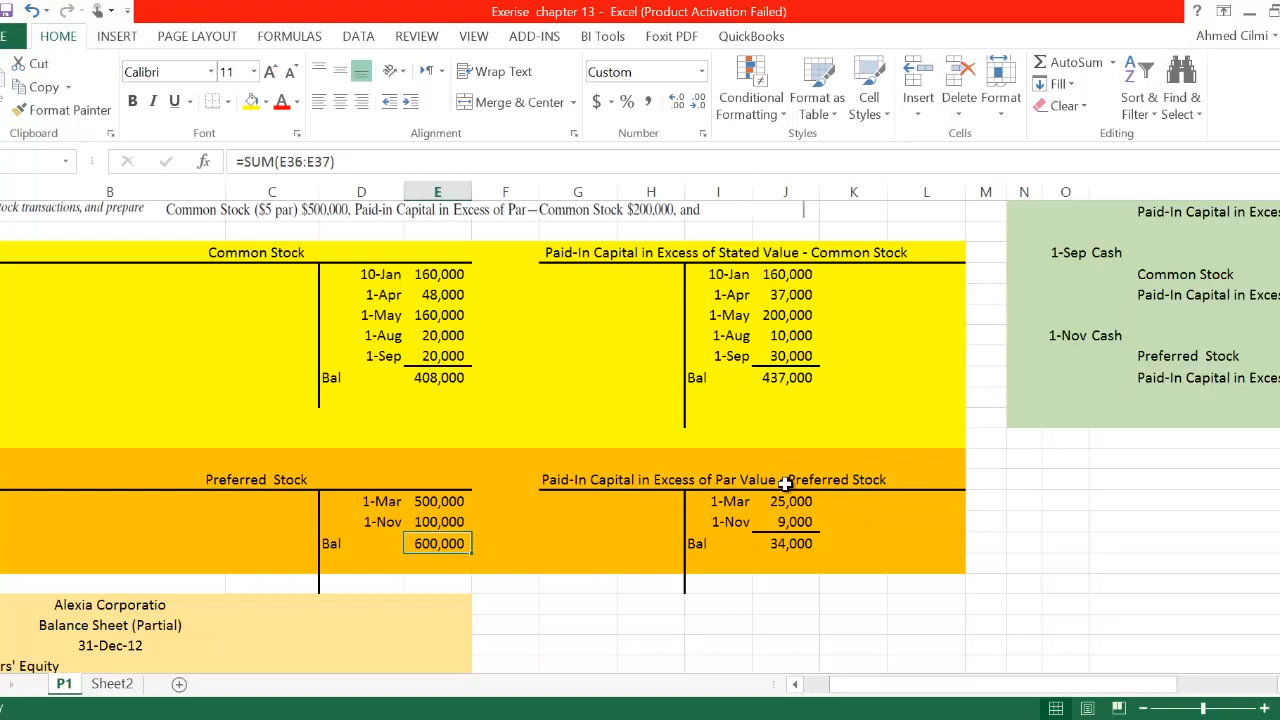 Exerise chapter 13 - Excel (Product Activation Failed)
HOME INSERT PAGE LAYOUT FORMULAS DATA REVIEW VIEW ADD-INS BI Tools Foxit PDF QuickBooks Ahmed Cilmi
Cut
Copy
Format Painter
Clipboard
Calibri 11
B I U
Font
Wrap Text
Merge & Center
Alignment
Custom
$ %
Number
Conditional Formatting
Format as Table
Cell Styles
Styles
Insert Delete Format
Cells
AutoSum
Fill
Clear
Sort & Filter
Find & Select
Editing
fx =SUM(E36:E37)
B C D E F G H I J K L M N O
tock transactions, and prepare Common Stock ($5 par) $500,000, Paid-in Capital in Excess of Par—Common Stock $200,000, and
Paid-In Capital in Exces
Common Stock Paid-In Capital in Excess of Stated Value - Common Stock 1-Sep Cash
10-Jan 160,000 10-Jan 160,000 Common Stock
1-Apr 48,000 1-Apr 37,000 Paid-In Capital in Exces
1-May 160,000 1-May 200,000
1-Aug 20,000 1-Aug 10,000 1-Nov Cash
1-Sep 20,000 1-Sep 30,000 Preferred Stock
Bal 408,000 Bal 437,000 Paid-In Capital in Exces
Preferred Stock Paid-In Capital in Excess of Par Value - Preferred Stock
1-Mar 500,000 1-Mar 25,000
1-Nov 100,000 1-Nov 9,000
Bal 600,000 Bal 34,000
Alexia Corporatio
Balance Sheet (Partial)
31-Dec-12
rs' Equity
P1 Sheet2